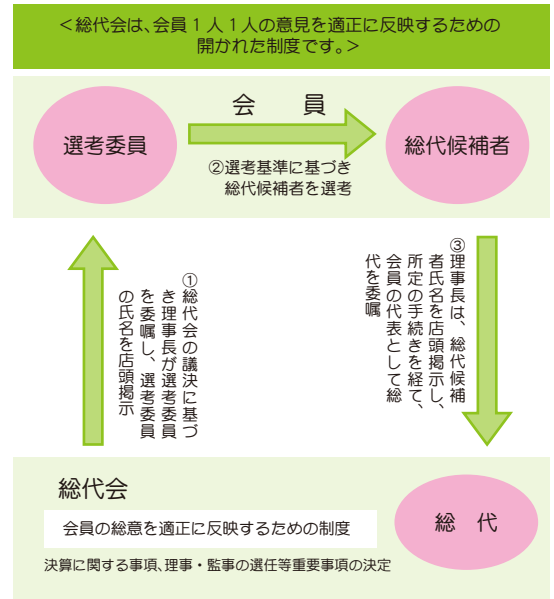 ＜総代会は、会員１人１人の意見を適正に反映するための
開かれた制度です。＞
会　員
選考委員
総代候補者
②選考基準に基づき
総代候補者を選考
①総代会の議決に基づ
き理事長が選考委員
を委嘱し、選考委員
の氏名を店頭掲示
③理事長は、総代候補
者氏名を店頭掲示し、
所定の手続きを経て、
会員の代表として総
代を委嘱
総代会
会員の総意を適正に反映するための制度
総　代
決算に関する事項、理事・監事の選任等重要事項の決定